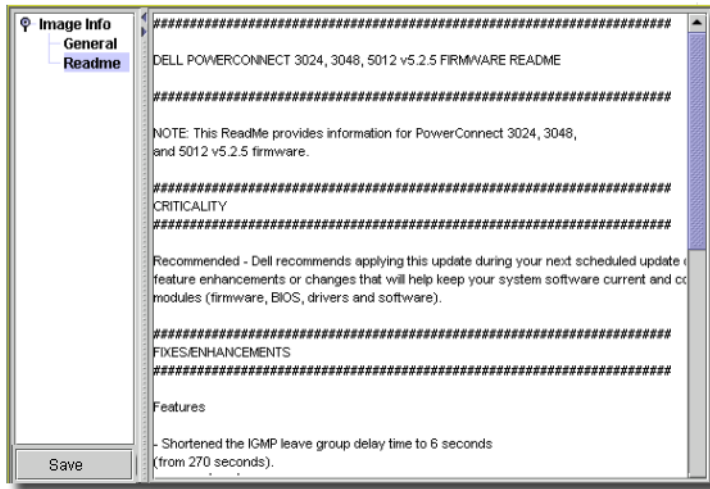 Image Info
General
Readme
Save
##########################################################################
DELL POWERCONNECT 3024, 3048, 5012 v5.2.5 FIRMWARE README
##########################################################################
NOTE: This ReadMe provides information for PowerConnect 3024, 3048,
and 5012 v5.2.5 firmware.
##########################################################################
CRITICALITY
##########################################################################
Recommended - Dell recommends applying this update during your next scheduled update
feature enhancements or changes that will help keep your system software current and
modules (firmware, BIOS, drivers and software).
##########################################################################
FIXES/ENHANCEMENTS
##########################################################################
Features
- Shortened the IGMP leave group delay time to 6 seconds
(from 270 seconds).